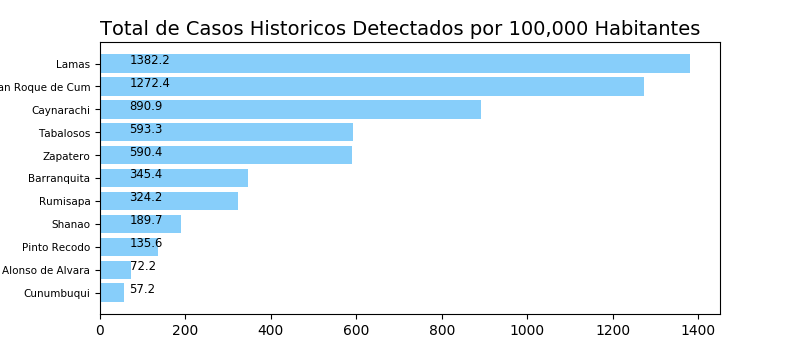 Total de Casos Historicos Detectados por 100,000 Habitantes
Lamas 1382.2
an Roque de Cum 1272.4
Caynarachi 890.9
Tabalosos 593.3
Zapatero 590.4
Barranquita 345.4
Rumisapa 324.2
Shanao 189.7
Pinto Recodo 135.6
Alonso de Alvara 72.2
Cunumbuqui 57.2
0 200 400 600 800 1000 1200 1400